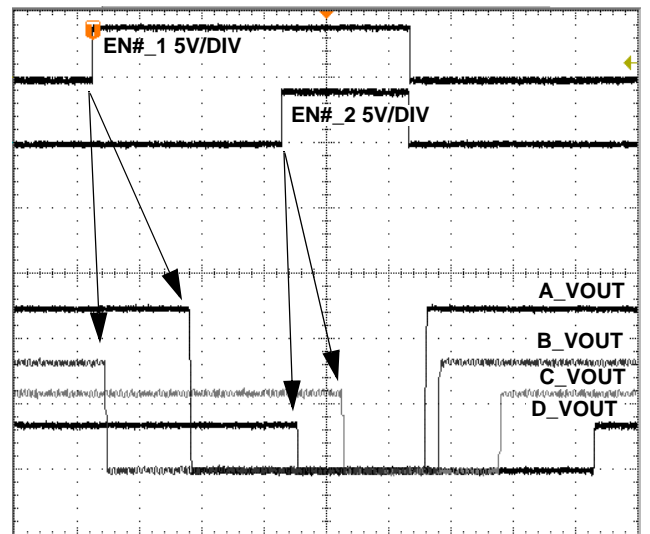 EN#_1 5V/DIV
EN#_2 5V/DIV
A_VOUT
B_VOUT
C_VOUT
D_VOUT